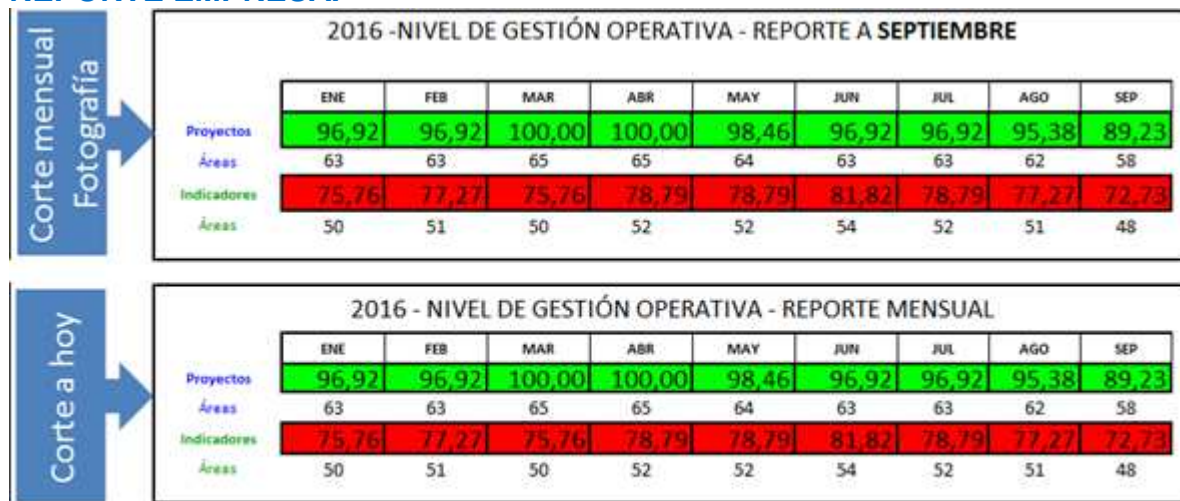 REPORTE EMPRESA:
Corte mensual
Fotografía
2016 -NIVEL DE GESTIÓN OPERATIVA - REPORTE A SEPTIEMBRE
ENE FEB MAR ABR MAY JUN JUL AGO SEP
Proyectos 96,92 96,92 100,00 100,00 98,46 96,92 96,92 95,38 89,23
Áreas 63 63 65 65 64 63 63 62 58
Indicadores 75,76 77,27 75,76 78,79 78,79 81,82 78,79 77,27 72,73
Áreas 50 51 50 52 52 54 52 51 48
Corte a hoy
2016 - NIVEL DE GESTIÓN OPERATIVA - REPORTE MENSUAL
ENE FEB MAR ABR MAY JUN JUL AGO SEP
Proyectos 96,92 96,92 100,00 100,00 98,46 96,92 96,92 95,38 89,23
Áreas 63 63 65 65 64 63 63 62 58
Indicadores 75,76 77,27 75,76 78,79 78,79 81,82 78,79 77,27 72,73
Áreas 50 51 50 52 52 54 52 51 48